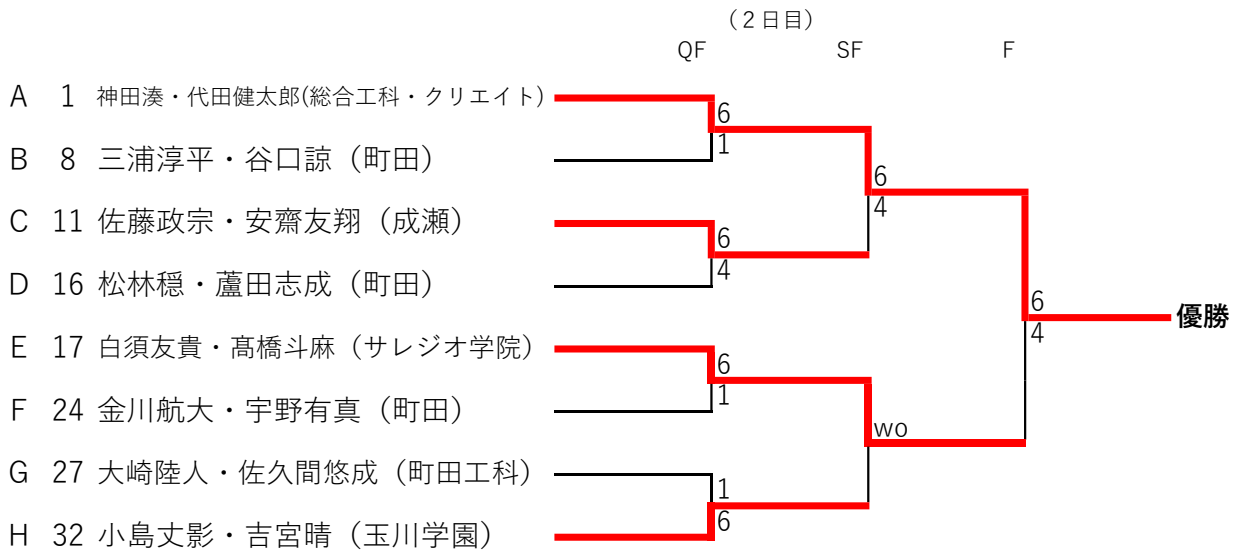 （２日目）
QF SF F
A 1 神田湊・代田健太郎(総合工科・クリエイト)
6
1
B 8 三浦淳平・谷口諒（町田）
6
4
C 11 佐藤政宗・安齋友翔（成瀬）
6
4
D 16 松林穏・蘆田志成（町田）
6
4
優勝
E 17 白須友貴・髙橋斗麻（サレジオ学院）
6
1
F 24 金川航大・宇野有真（町田）
wo
G 27 大崎陸人・佐久間悠成（町田工科）
1
6
H 32 小島丈影・吉宮晴（玉川学園）